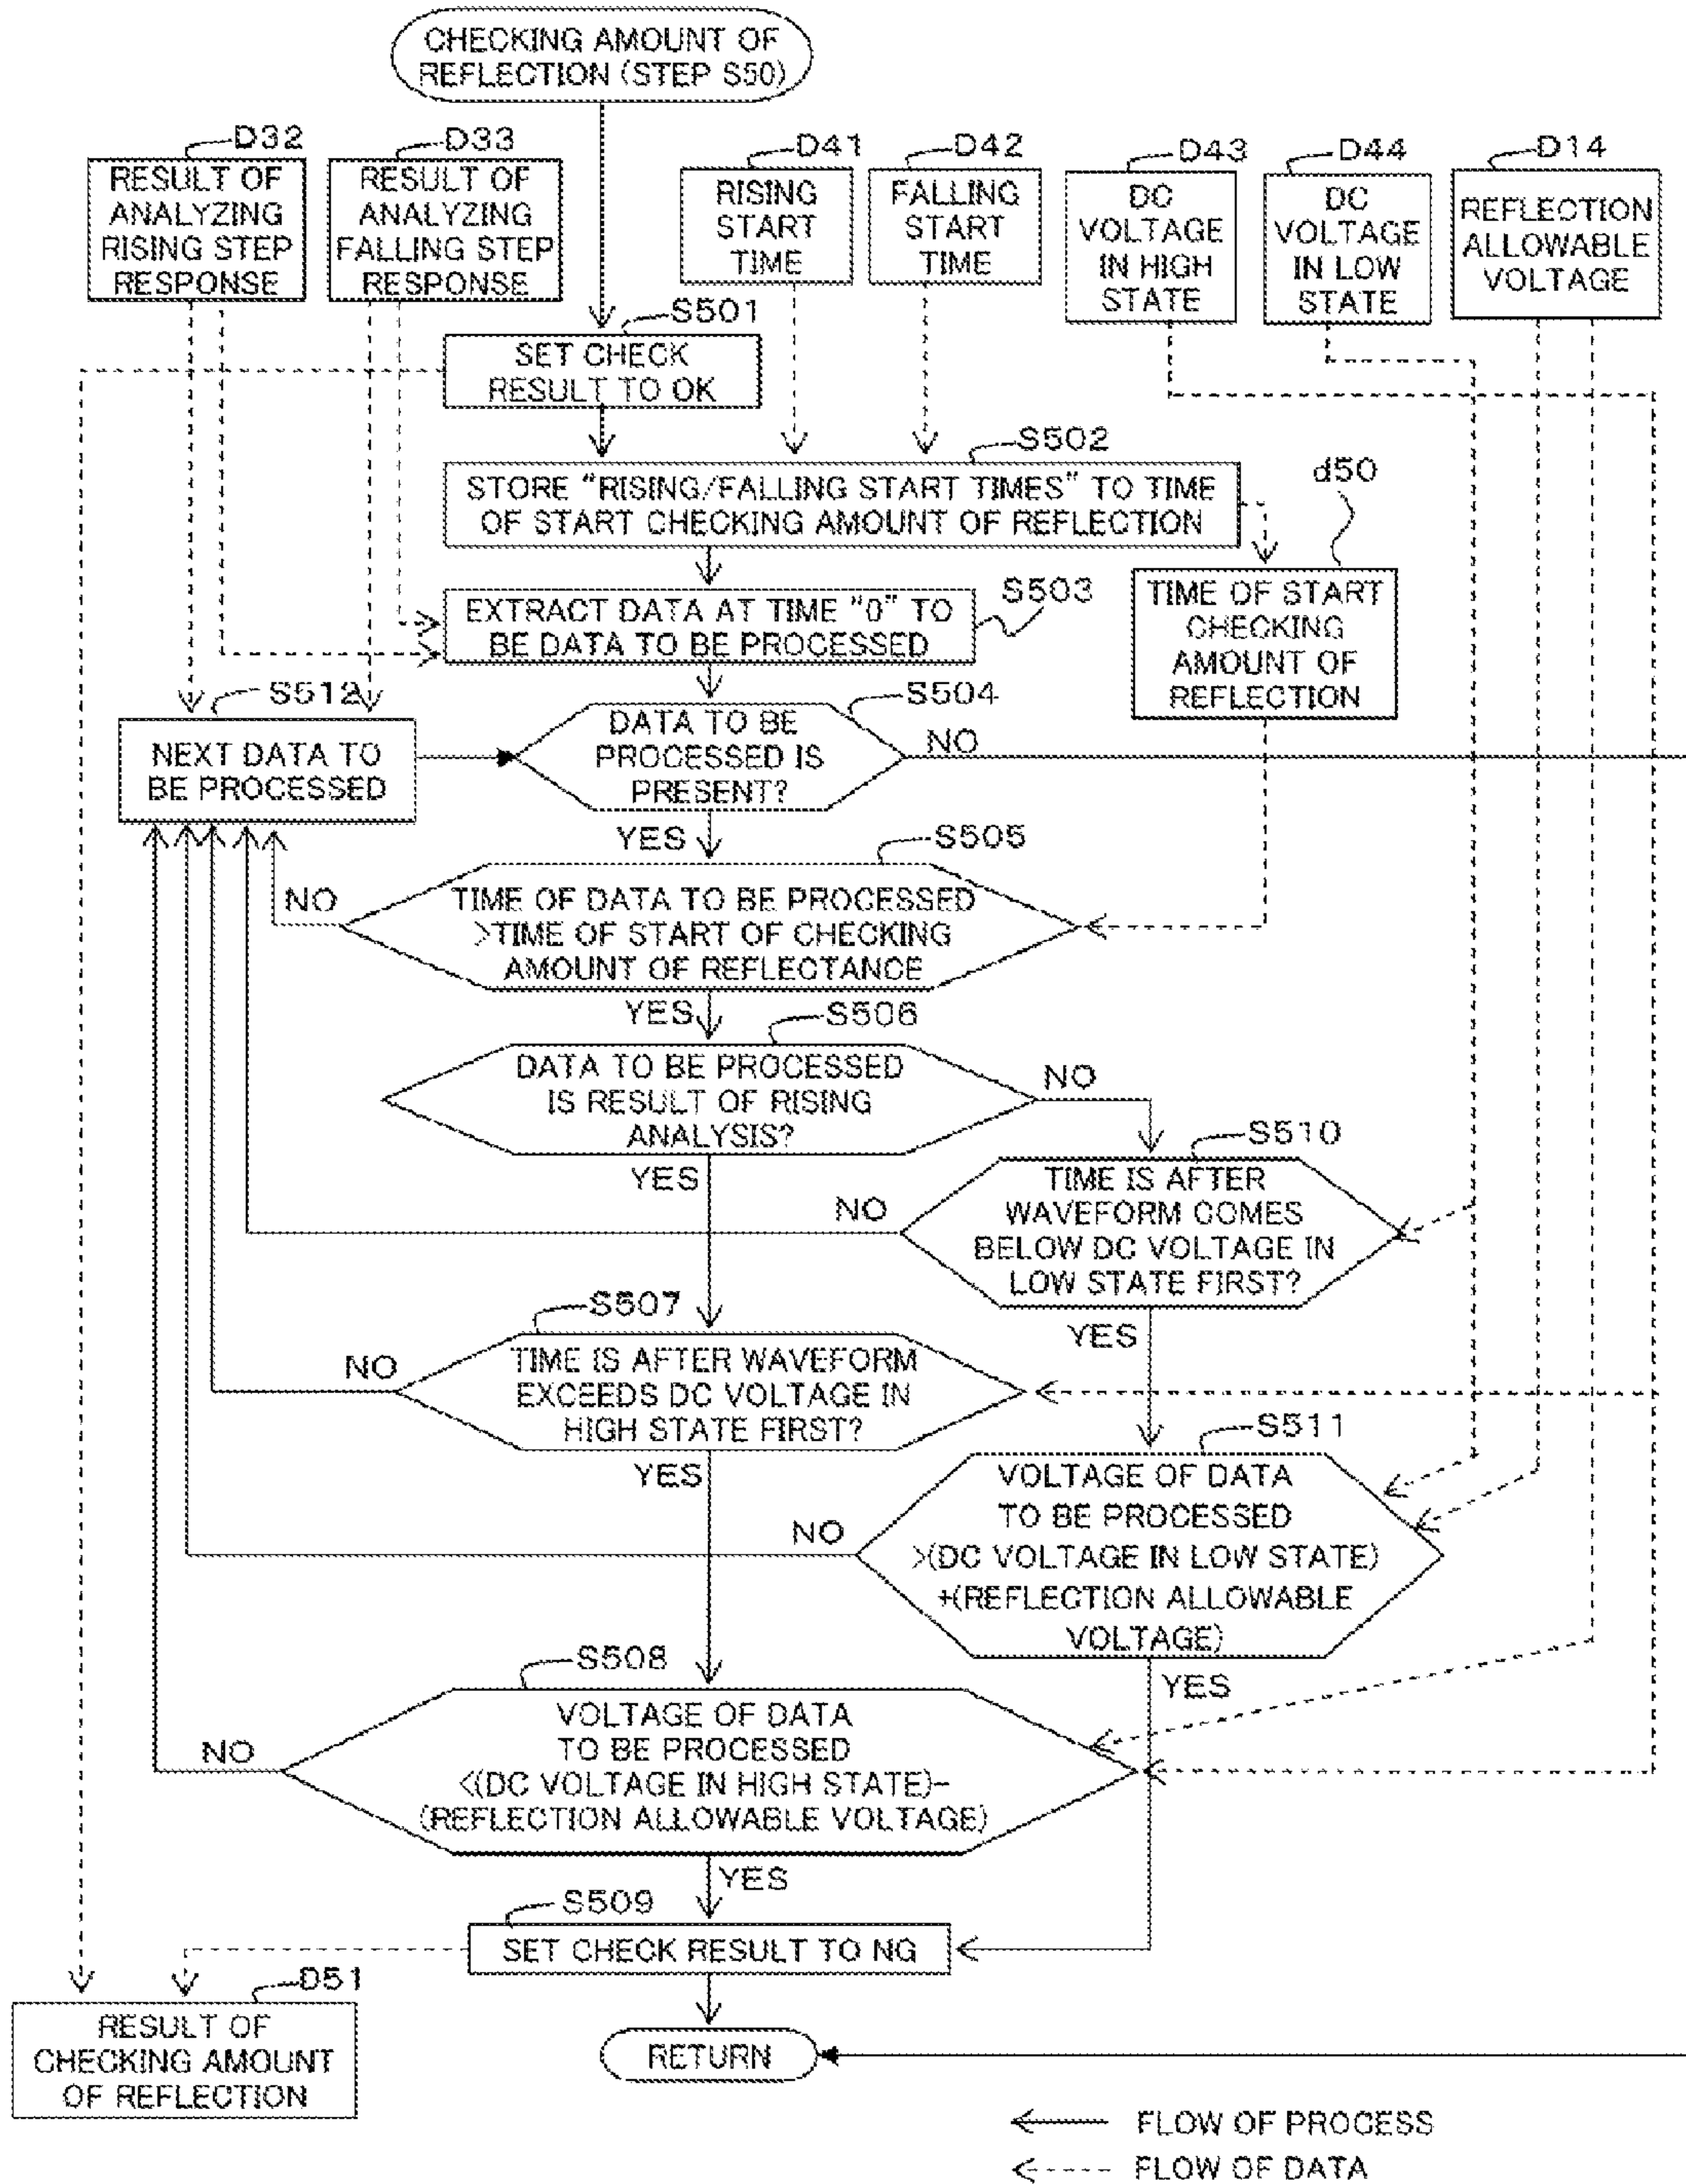 CHECKING AMOUNT OF
REFLECTION (STEP S50)
D32
RESULT OF
ANALYZING
RISING STEP
RESPONSE
D33
RESULT OF
ANALYZING
FALLING STEP
RESPONSE
D41
RISING
START
TIME
D42
FALLING
START
TIME
D43
DC
VOLTAGE
IN HIGH
STATE
D44
DC
VOLTAGE
IN LOW
STATE
D14
REFLECTION
ALLOWABLE
VOLTAGE
S501
SET CHECK
RESULT TO OK
S502
STORE "RISING/FALLING START TIMES" TO TIME
OF START CHECKING AMOUNT OF REFLECTION
d50
TIME OF START
CHECKING
AMOUNT OF
REFLECTION
S503
EXTRACT DATA AT TIME "0" TO
BE DATA TO BE PROCESSED
S512
NEXT DATA TO
BE PROCESSED
S504
DATA TO BE
PROCESSED IS
PRESENT?
NO
YES
S505
TIME OF DATA TO BE PROCESSED
>TIME OF START OF CHECKING
AMOUNT OF REFLECTANCE
NO
YES
S506
DATA TO BE PROCESSED
IS RESULT OF RISING
ANALYSIS?
NO
YES
S510
TIME IS AFTER
WAVEFORM COMES
BELOW DC VOLTAGE IN
LOW STATE FIRST?
NO
YES
S507
TIME IS AFTER WAVEFORM
EXCEEDS DC VOLTAGE IN
HIGH STATE FIRST?
NO
YES
S511
VOLTAGE OF DATA
TO BE PROCESSED
>(DC VOLTAGE IN LOW STATE)
+(REFLECTION ALLOWABLE
VOLTAGE)
NO
YES
S508
VOLTAGE OF DATA
TO BE PROCESSED
<(DC VOLTAGE IN HIGH STATE)-
(REFLECTION ALLOWABLE VOLTAGE)
NO
YES
S509
SET CHECK RESULT TO NG
D51
RESULT OF
CHECKING AMOUNT
OF REFLECTION
RETURN
FLOW OF PROCESS
FLOW OF DATA